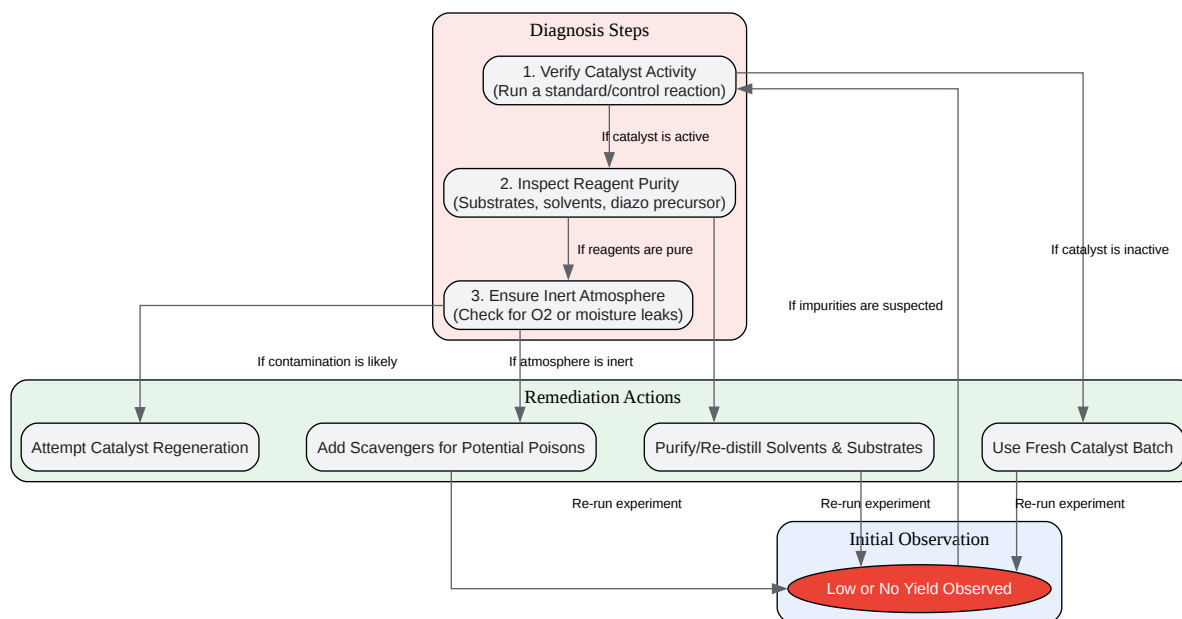 Diagnosis Steps
1. Verify Catalyst Activity
(Run a standard/control reaction)
If catalyst is active
2. Inspect Reagent Purity
(Substrates, solvents, diazo precursor)
If reagents are pure
If catalyst is inactive
3. Ensure Inert Atmosphere
(Check for O2 or moisture leaks)
If impurities are suspected
If contamination is likely
If atmosphere is inert
Remediation Actions
Attempt Catalyst Regeneration
Add Scavengers for Potential Poisons
Purify/Re-distill Solvents & Substrates
Use Fresh Catalyst Batch
Re-run experiment
Re-run experiment
Re-run experiment
Initial Observation
Low or No Yield Observed